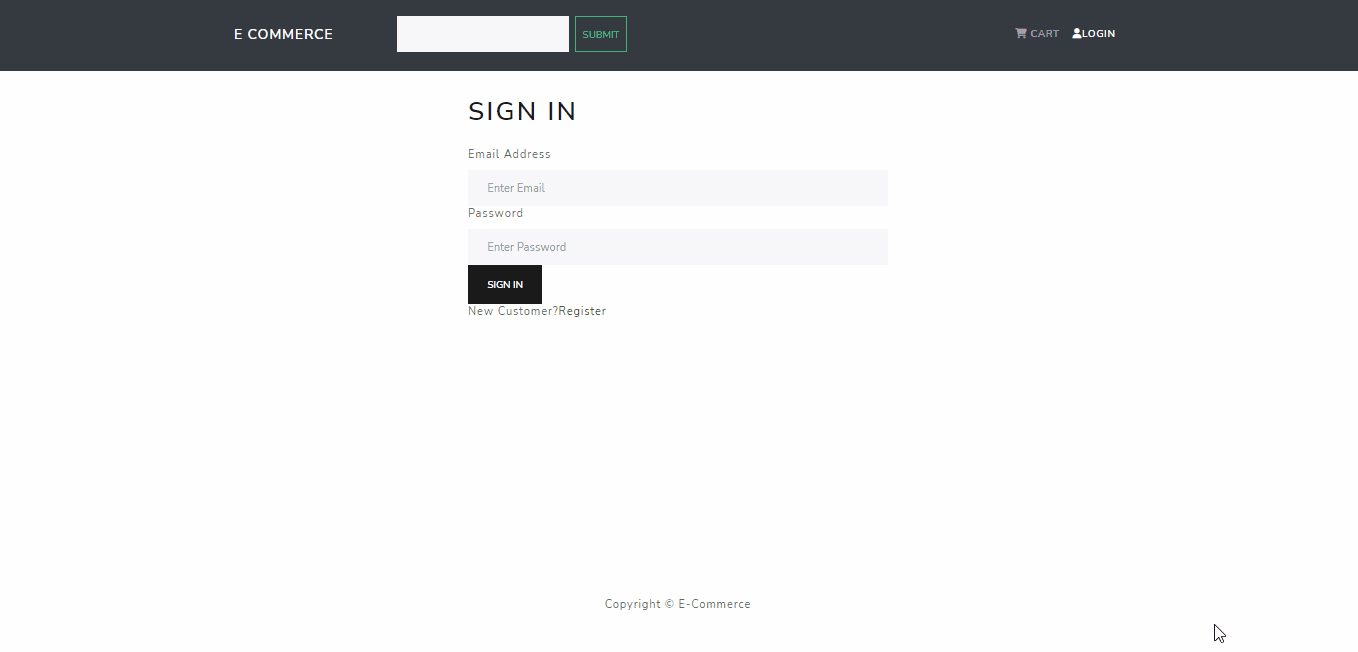 E COMMERCE SUBMIT CART LOGIN
SIGN IN
Email Address
Enter Email
Password
Enter Password
SIGN IN
New Customer?Register
Copyright © E-Commerce